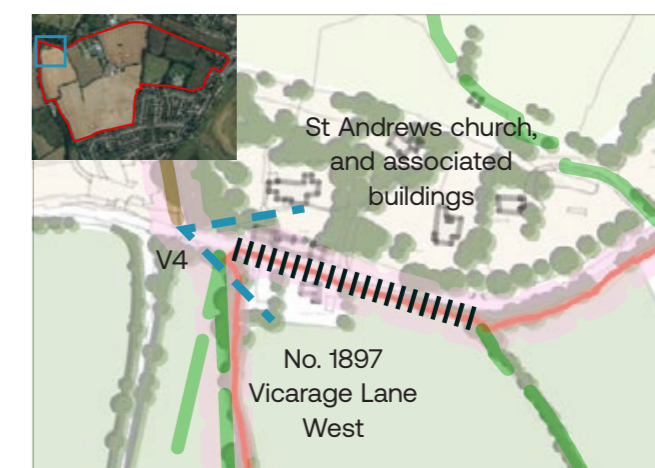 St Andrews church,
and associated
buildings
V4
No. 1897
Vicarage Lane
West